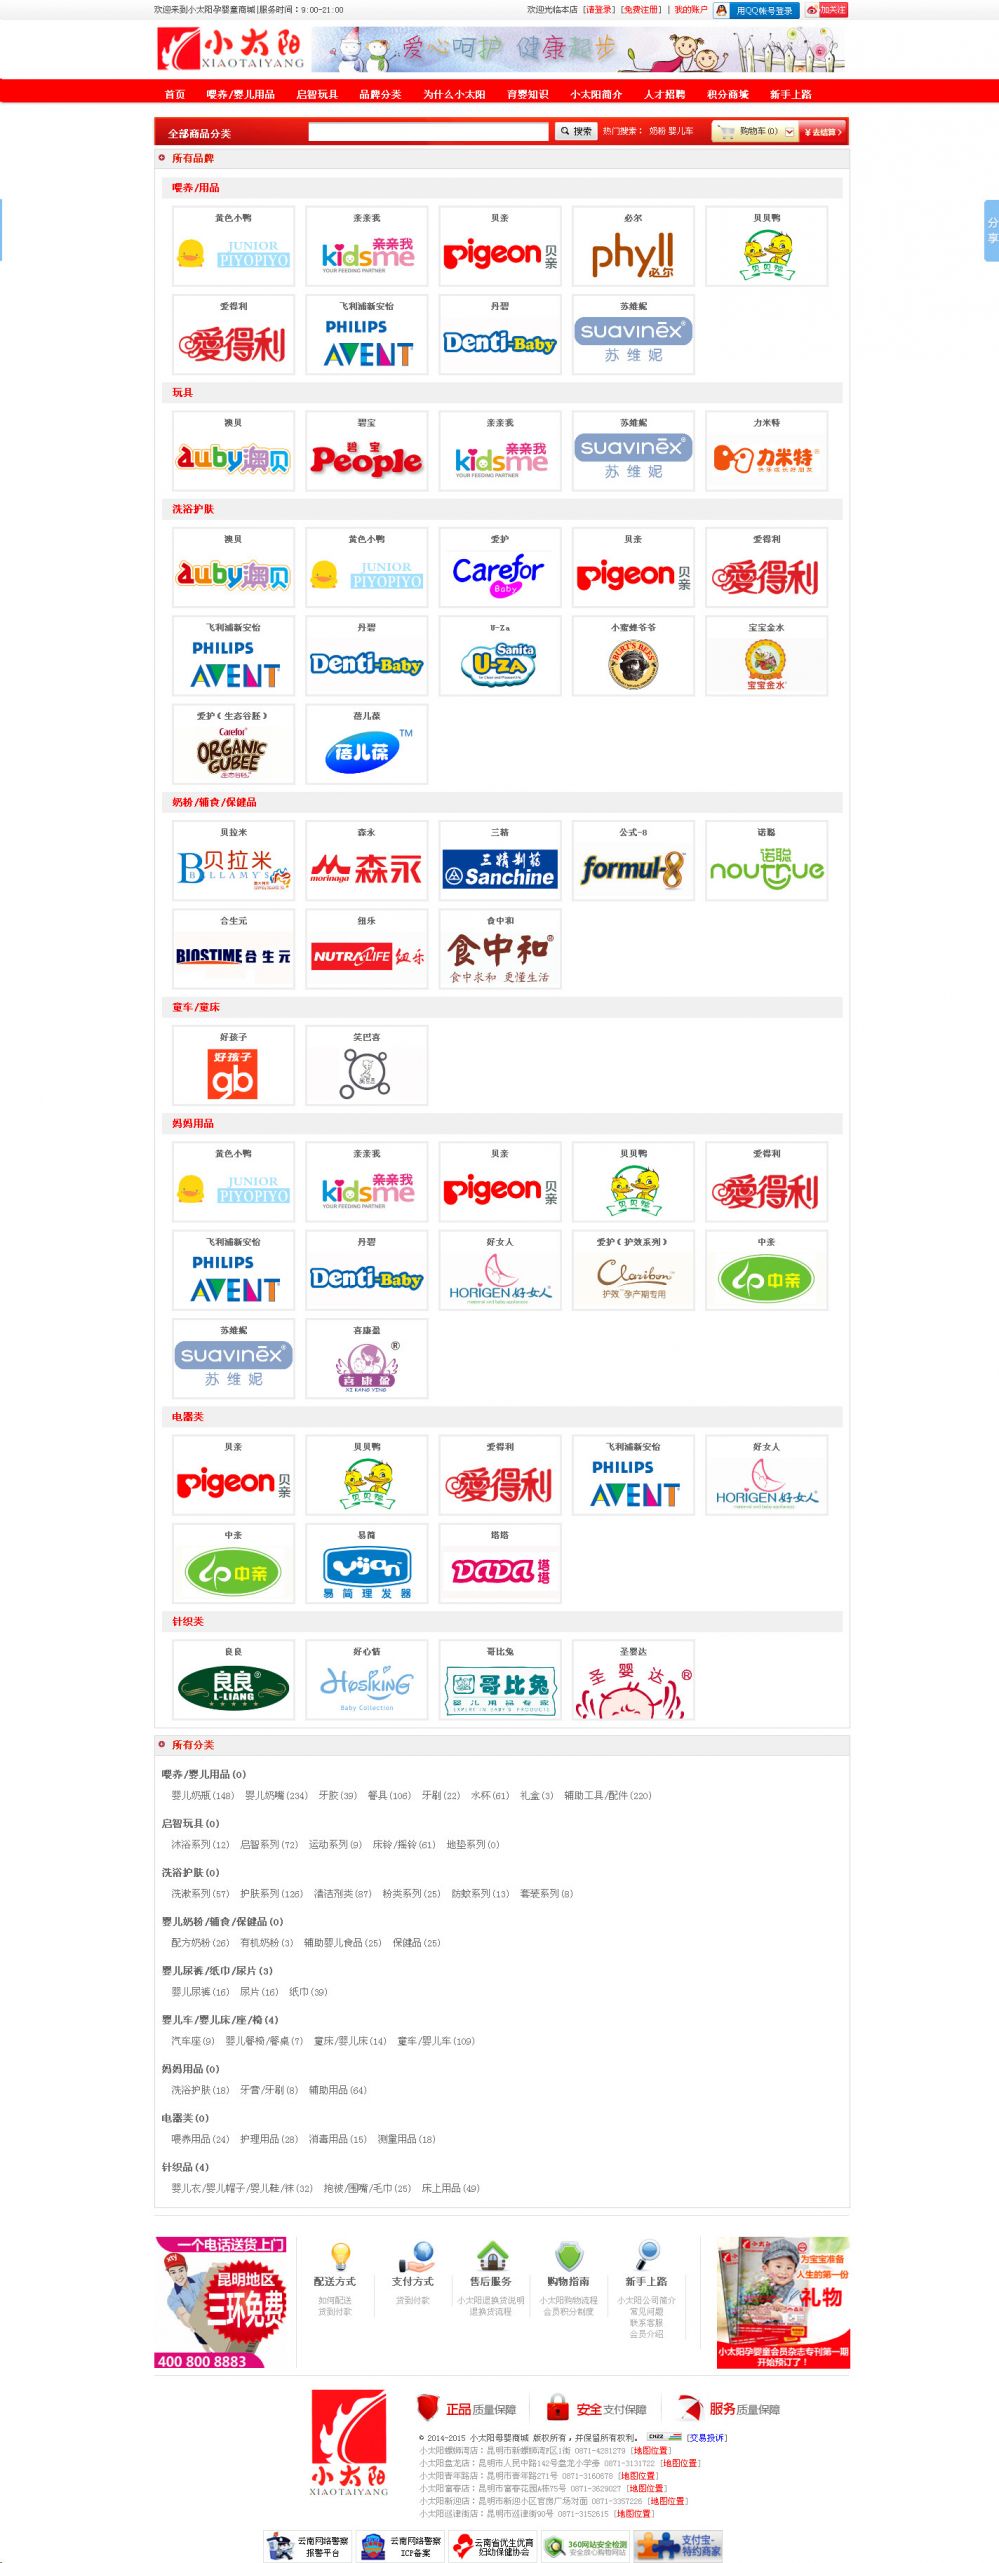 欢迎来到小太阳孕婴童商城|服务时间：9:00-21:00
欢迎光临本店 [请登录] [免费注册] | 我的账户 用QQ帐号登录 加关注
小太阳 XIAOTAIYANG 爱心呵护 健康起步
首页 喂养/婴儿用品 启智玩具 品牌分类 为什么小太阳 育婴知识 小太阳简介 人才招聘 积分商城 新手上路
全部商品分类 搜索 热门搜索： 奶粉 婴儿车 购物车(0) ¥去结算>
分享
所有品牌
喂养/用品
黄色小鸭 亲亲我 贝亲 必尔 贝贝鸭
JUNIOR PIYOPIYO kidsme 亲亲我 YOUR FEEDING PARTNER pigeon 贝亲 phyll 必尔 贝贝鸭
爱得利 飞利浦新安怡 丹碧 苏维妮
愛得利 PHILIPS AVENT Denti-Baby suavinex® 苏维妮
玩具
澳贝 碧宝 亲亲我 苏维妮 力米特
auby澳贝 碧宝 People kidsme 亲亲我 YOUR FEEDING PARTNER suavinex® 苏维妮 力米特
洗浴护肤
澳贝 黄色小鸭 爱护 贝亲 爱得利
auby澳贝 JUNIOR PIYOPIYO Carefor Baby pigeon 贝亲 愛得利
飞利浦新安怡 丹碧 U-Za 小蜜蜂爷爷 宝宝金水
PHILIPS AVENT Denti-Baby Sanita U-ZA BURT'S BEES 宝宝金水
爱护（生态谷胚） 蓓儿葆
Carefor ORGANIC GUBEE 蓓儿葆 TM
奶粉/辅食/保健品
贝拉米 森永 三精 公式-8 诺聪
贝拉米 BELLAMY'S morinaga 森永 三精制药 Sanchine formul-8 诺聪 noutrue
合生元 纽乐 食中和
BIOSTIME 合生元 NUTRALIFE 纽乐 食中和® 食中求和 更懂生活
童车/童床
好孩子 笑巴喜
好孩子 gb
妈妈用品
黄色小鸭 亲亲我 贝亲 贝贝鸭 爱得利
JUNIOR PIYOPIYO kidsme 亲亲我 YOUR FEEDING PARTNER pigeon 贝亲 贝贝鸭 愛得利
飞利浦新安怡 丹碧 好女人 爱护（护效系列） 中亲
PHILIPS AVENT Denti-Baby HORIGEN 好女人 Claribon 护效 孕产期专用 中亲
苏维妮 喜康盈
suavinex® 苏维妮 喜康盈® XI KANG YING
电器类
贝亲 贝贝鸭 爱得利 飞利浦新安怡 好女人
pigeon 贝亲 贝贝鸭 愛得利 PHILIPS AVENT HORIGEN 好女人
中亲 易简 塔塔
中亲 yijan 易简理发器 DADA 塔塔
针织类
良良 好心情 哥比兔 圣婴达
良良® L-LIANG Hosiking Baby Collection 哥比兔 婴儿用品专家 EXPERT IN BABY'S PRODUCTS 圣婴达®
所有分类
喂养/婴儿用品(0)
婴儿奶瓶(148) 婴儿奶嘴(234) 牙胶(39) 餐具(106) 牙刷(22) 水杯(61) 礼盒(3) 辅助工具/配件(220)
启智玩具(0)
沐浴系列(12) 启智系列(72) 运动系列(9) 床铃/摇铃(61) 地垫系列(0)
洗浴护肤(0)
洗漱系列(57) 护肤系列(126) 清洁剂类(87) 粉类系列(25) 防蚊系列(13) 套装系列(8)
婴儿奶粉/辅食/保健品(0)
配方奶粉(26) 有机奶粉(3) 辅助婴儿食品(25) 保健品(25)
婴儿尿裤/纸巾/尿片(3)
婴儿尿裤(16) 尿片(16) 纸巾(39)
婴儿车/婴儿床/座/椅(4)
汽车座(9) 婴儿餐椅/餐桌(7) 童床/婴儿床(14) 童车/婴儿车(109)
妈妈用品(0)
洗浴护肤(18) 牙膏/牙刷(8) 辅助用品(64)
电器类(0)
喂养用品(24) 护理用品(28) 消毒用品(15) 测量用品(18)
针织品(4)
婴儿衣/婴儿帽子/婴儿鞋/袜(32) 抱被/围嘴/毛巾(25) 床上用品(49)
一个电话送货上门
xty 昆明地区 三环免费
400 800 8883
配送方式 支付方式 售后服务 购物指南 新手上路
如何配送 货到付款 小太阳退换货说明 小太阳购物流程 小太阳公司简介
货到付款 退换货流程 会员积分制度 常见问题
联系客服
会员介绍
为宝宝准备 人生的第一份 礼物
小太阳孕婴童会员杂志专刊第一期 开始预订了！
小太阳 XIAOTAIYANG
正品质量保障 安全支付保障 服务质量保障
© 2014-2015 小太阳母婴商城 版权所有，并保留所有权利。 CNZZ [交易投诉]
小太阳螺蛳湾店：昆明市新螺蛳湾F区1街 0871-4281279 [地图位置]
小太阳盘龙店：昆明市人民中路142号盘龙小学旁 0871-3131722 [地图位置]
小太阳青年路店：昆明市青年路271号 0871-3160878 [地图位置]
小太阳富春店：昆明市富春花园A栋75号 0871-3629027 [地图位置]
小太阳新迎店：昆明市新迎小区官房广场对面 0871-3357226 [地图位置]
小太阳巡津街店：昆明市巡津街90号 0871-3152615 [地图位置]
云南网络警察 报警平台 云南网络警察 ICP备案 云南省优生优育 妇幼保健协会 360网站安全检测 安全放心购物网站 支付宝 特约商家